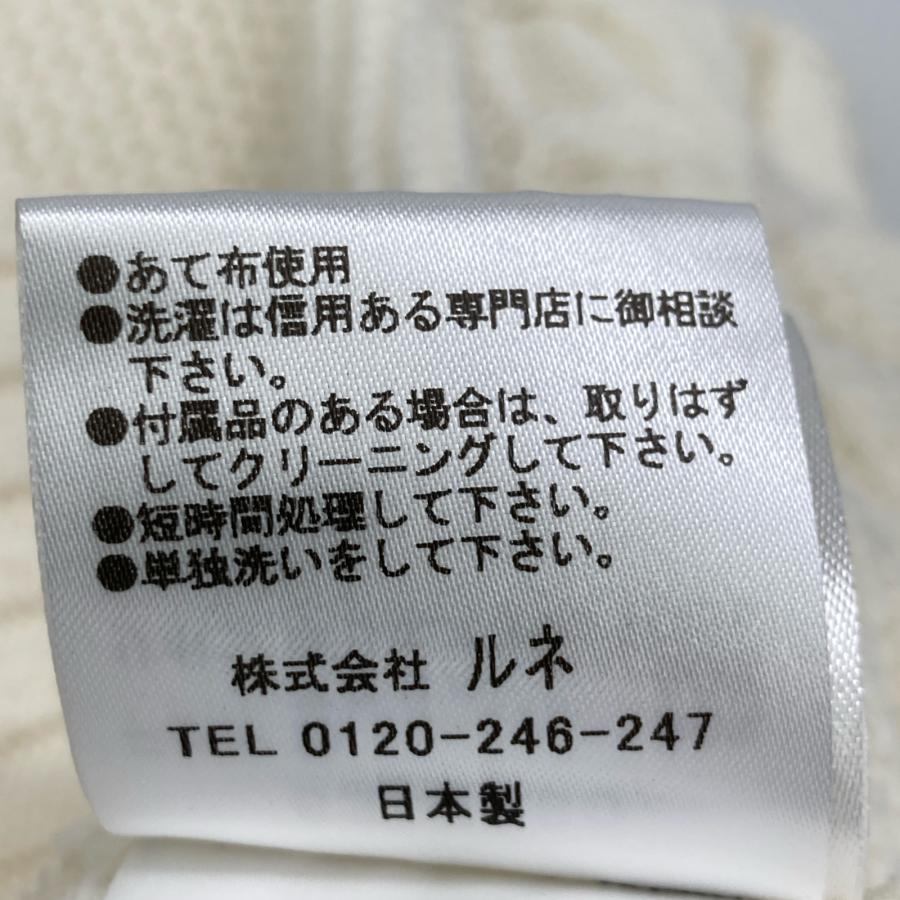 ●あて布使用
●洗濯は信用ある専門店に御相談
下さい。
●付属品のある場合は、取りはず
してクリーニングして下さい。
●短時間処理して下さい。
●単独洗いをして下さい。
株式会社 ルネ
TEL 0120-246-247
日本製